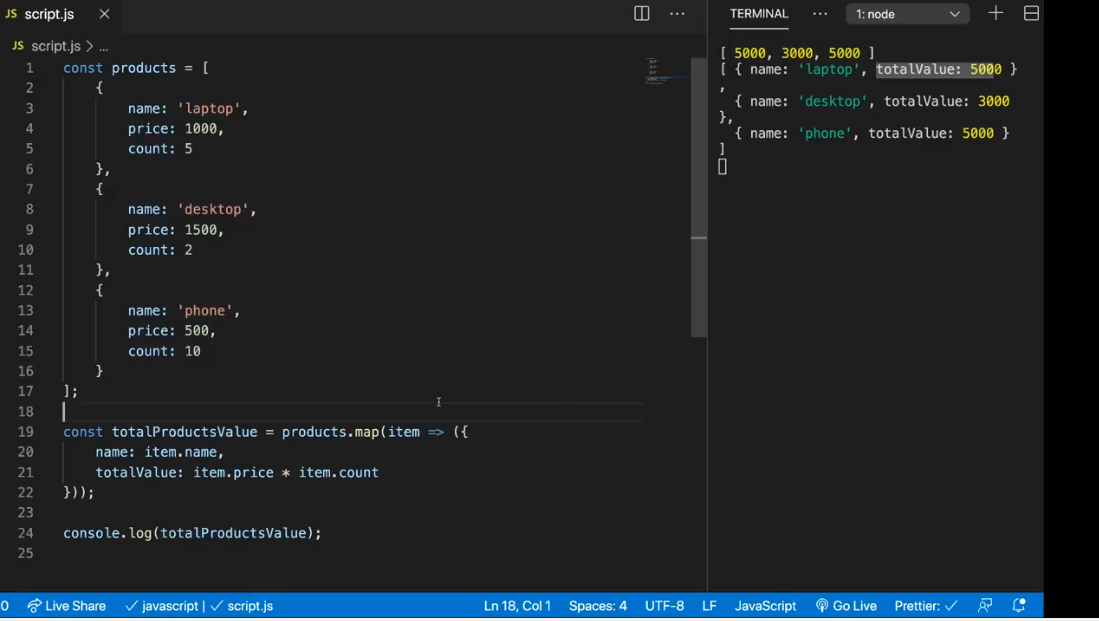 JS script.js
TERMINAL
1: node
JS script.js > ...
1 const products = [
2 {
3 name: 'laptop',
4 price: 1000,
5 count: 5
6 },
7 {
8 name: 'desktop',
9 price: 1500,
10 count: 2
11 },
12 {
13 name: 'phone',
14 price: 500,
15 count: 10
16 }
17 ];
18
19 const totalProductsValue = products.map(item => ({
20 name: item.name,
21 totalValue: item.price * item.count
22 }));
23
24 console.log(totalProductsValue);
25
[ 5000, 3000, 5000 ]
[ { name: 'laptop', totalValue: 5000 }
,
{ name: 'desktop', totalValue: 3000
},
{ name: 'phone', totalValue: 5000 }
]
0 Live Share ✓ javascript | ✓ script.js Ln 18, Col 1 Spaces: 4 UTF-8 LF JavaScript Go Live Prettier: ✓